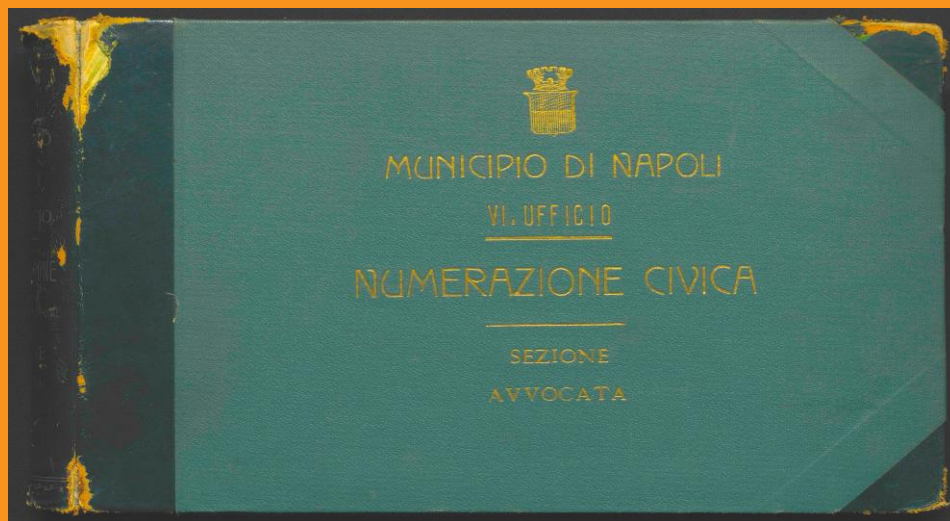 MUNICIPIO DI NAPOLI
VI. UFFICIO
NUMERAZIONE CIVICA
SEZIONE
AVVOCATA